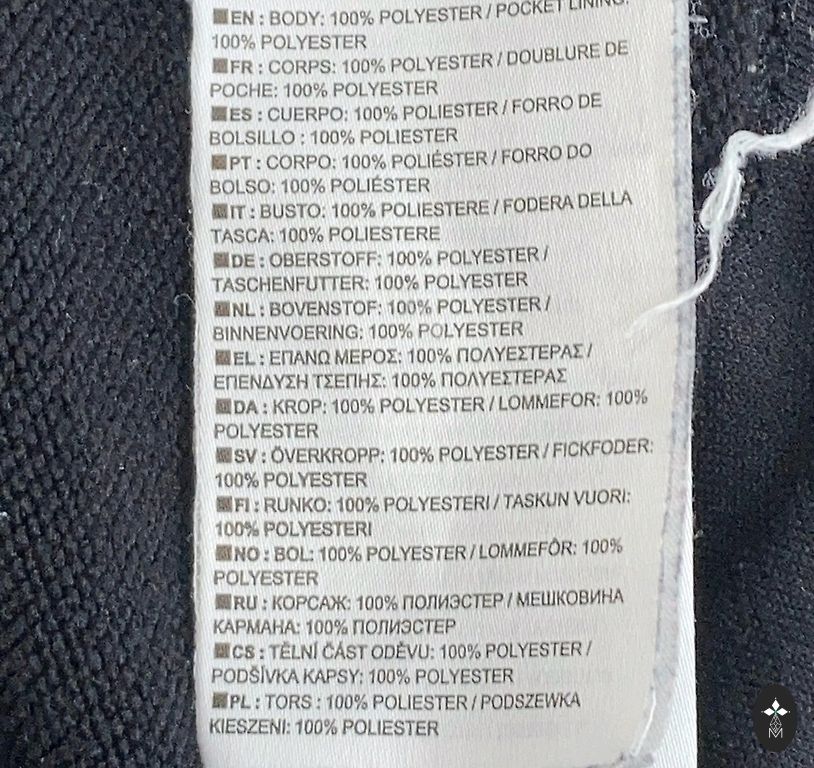 EN : BODY: 100% POLYESTER / POCKET LINING:
100% POLYESTER
FR : CORPS: 100% POLYESTER / DOUBLURE DE
POCHE: 100% POLYESTER
ES : CUERPO: 100% POLIESTER / FORRO DE
BOLSILLO : 100% POLIESTER
PT : CORPO: 100% POLIÉSTER / FORRO DO
BOLSO: 100% POLIÉSTER
IT : BUSTO: 100% POLIESTERE / FODERA DELLA
TASCA: 100% POLIESTERE
DE : OBERSTOFF: 100% POLYESTER /
TASCHENFUTTER: 100% POLYESTER
NL : BOVENSTOF: 100% POLYESTER /
BINNENVOERING: 100% POLYESTER
EL : ΕΠΑΝΩ ΜΕΡΟΣ: 100% ΠΟΛΥΕΣΤΕΡΑΣ /
ΕΠΕΝΔΥΣΗ ΤΣΕΠΗΣ: 100% ΠΟΛΥΕΣΤΕΡΑΣ
DA : KROP: 100% POLYESTER / LOMMEFOR: 100%
POLYESTER
SV : ÖVERKROPP: 100% POLYESTER / FICKFODER:
100% POLYESTER
FI : RUNKO: 100% POLYESTERI / TASKUN VUORI:
100% POLYESTERI
NO : BOL: 100% POLYESTER / LOMMEFÔR: 100%
POLYESTER
RU : КОРСАЖ: 100% ПОЛИЭСТЕР / МЕШКОВИНА
КАРМАНА: 100% ПОЛИЭСТЕР
CS : TĚLNÍ ČÁST ODĚVU: 100% POLYESTER /
PODŠÍVKA KAPSY: 100% POLYESTER
PL : TORS : 100% POLIESTER / PODSZEWKA
KIESZENI: 100% POLIESTER
M